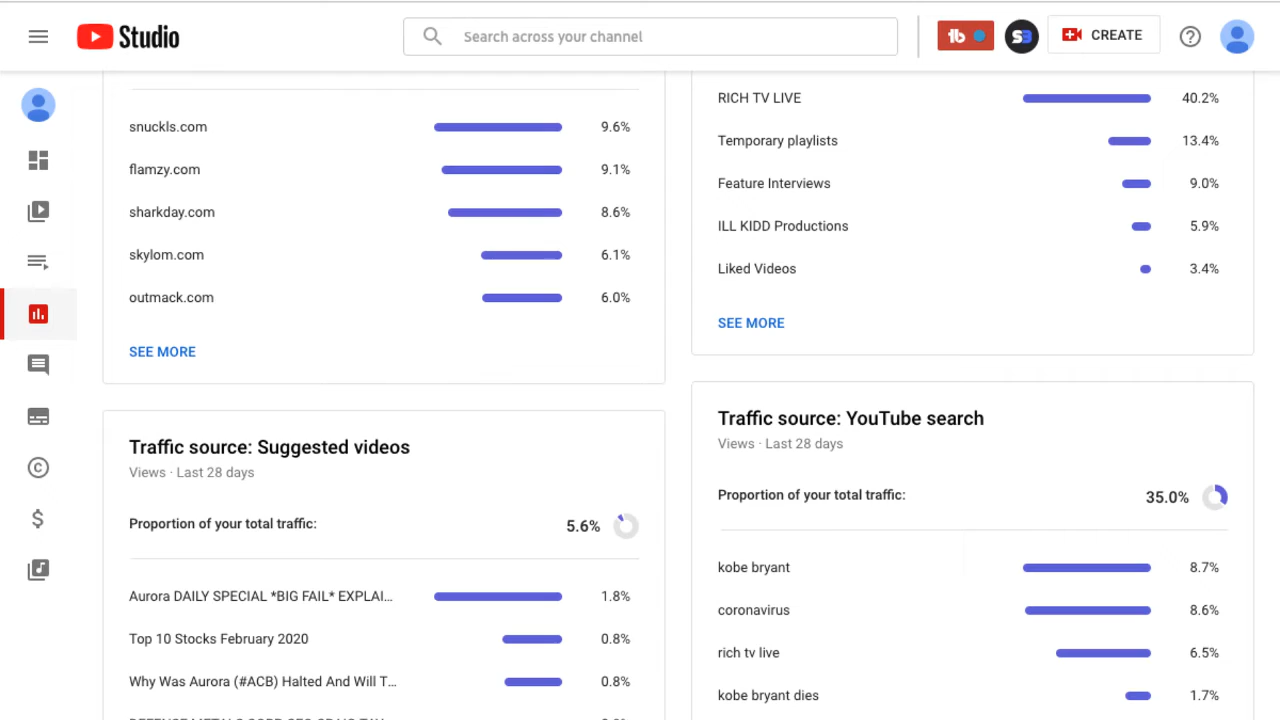 Studio
Search across your channel
CREATE
snuckls.com 9.6%
flamzy.com 9.1%
sharkday.com 8.6%
skylom.com 6.1%
outmack.com 6.0%
SEE MORE
RICH TV LIVE 40.2%
Temporary playlists 13.4%
Feature Interviews 9.0%
ILL KIDD Productions 5.9%
Liked Videos 3.4%
SEE MORE
Traffic source: Suggested videos
Views · Last 28 days
Proportion of your total traffic: 5.6%
Aurora DAILY SPECIAL *BIG FAIL* EXPLAI... 1.8%
Top 10 Stocks February 2020 0.8%
Why Was Aurora (#ACB) Halted And Will T... 0.8%
Traffic source: YouTube search
Views · Last 28 days
Proportion of your total traffic: 35.0%
kobe bryant 8.7%
coronavirus 8.6%
rich tv live 6.5%
kobe bryant dies 1.7%